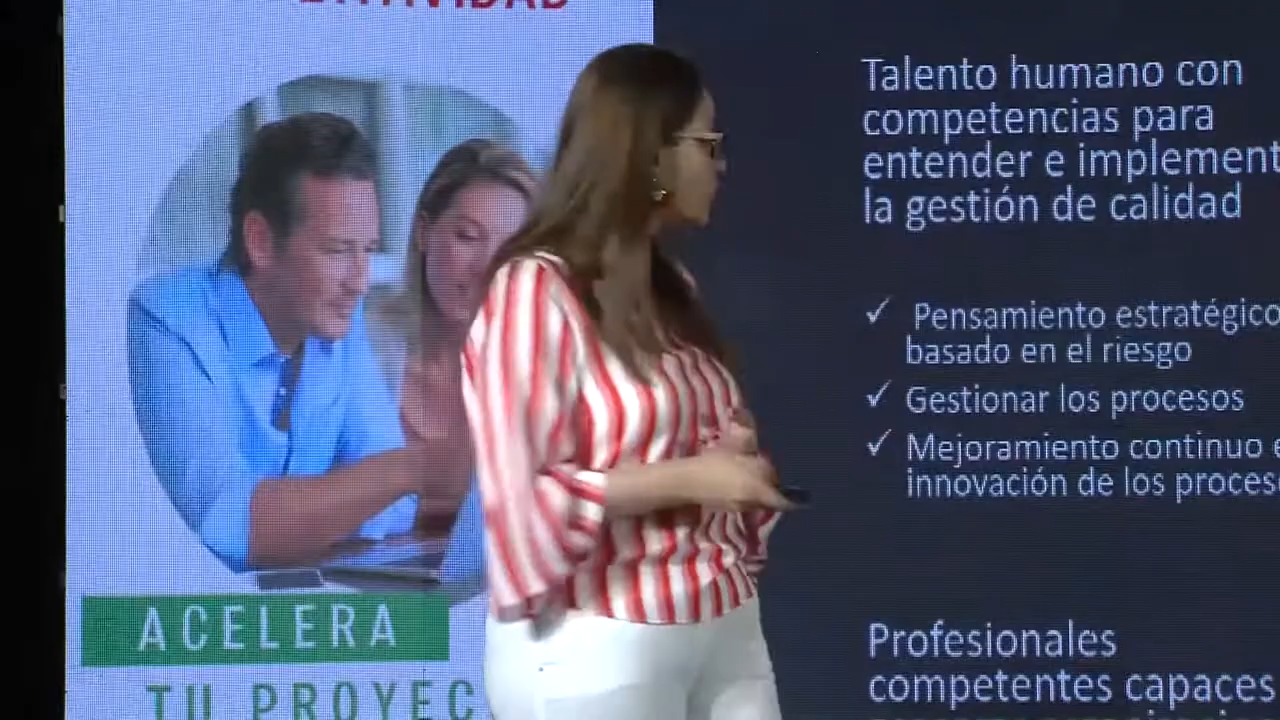 Talento humano con
competencias para
entender e implement
la gestión de calidad
✓ Pensamiento estratégico
basado en el riesgo
✓ Gestionar los procesos
✓ Mejoramiento continuo e
innovación de los proces
Profesionales
competentes capaces
ACELERA
TU PROYEC